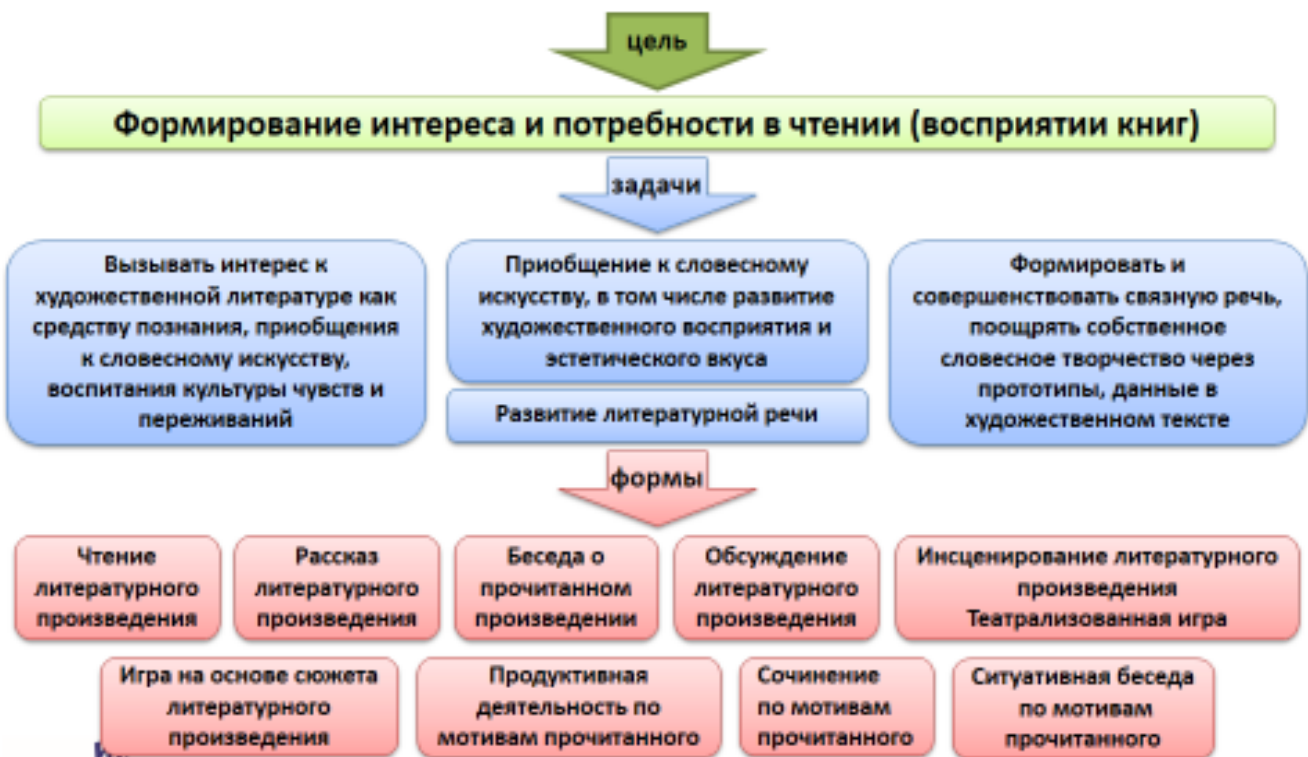 цель
Формирование интереса и потребности в чтении (восприятии книг)
задачи
Вызывать интерес к
художественной литературе как
средству познания, приобщения
к словесному искусству,
воспитания культуры чувств и
переживаний
Приобщение к словесному
искусству, в том числе развитие
художественного восприятия и
эстетического вкуса
Развитие литературной речи
Формировать и
совершенствовать связную речь,
поощрять собственное
словесное творчество через
прототипы, данные в
художественном тексте
формы
Чтение
литературного
произведения
Рассказ
литературного
произведения
Беседа о
прочитанном
произведении
Обсуждение
литературного
произведения
Инсценирование литературного
произведения
Театрализованная игра
Игра на основе сюжета
литературного
произведения
Продуктивная
деятельность по
мотивам прочитанного
Сочинение
по мотивам
прочитанного
Ситуативная беседа
по мотивам
прочитанного